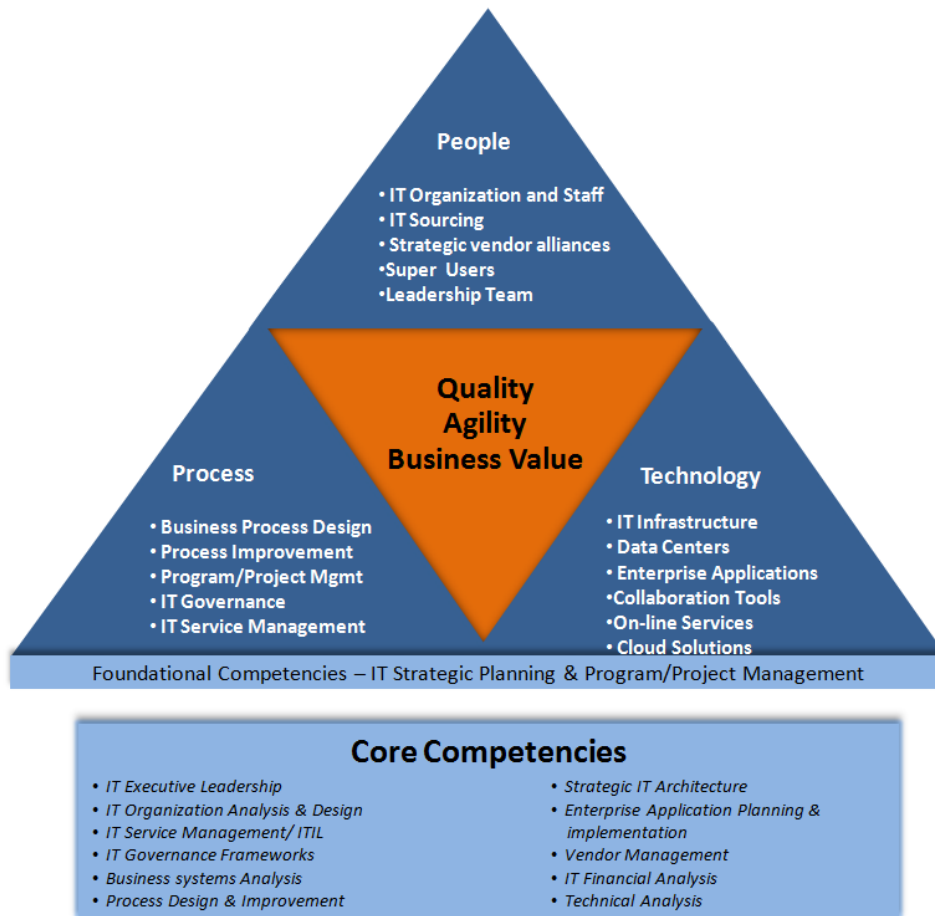 People
• IT Organization and Staff
• IT Sourcing
• Strategic vendor alliances
•Super Users
•Leadership Team
Quality
Agility
Business Value
Process
• Business Process Design
• Process Improvement
• Program/Project Mgmt
• IT Governance
• IT Service Management
Technology
• IT Infrastructure
• Data Centers
• Enterprise Applications
•Collaboration Tools
•On-line Services
• Cloud Solutions
Foundational Competencies – IT Strategic Planning & Program/Project Management
Core Competencies
• IT Executive Leadership
• IT Organization Analysis & Design
• IT Service Management/ ITIL
• IT Governance Frameworks
• Business systems Analysis
• Process Design & Improvement
• Strategic IT Architecture
• Enterprise Application Planning &
implementation
• Vendor Management
• IT Financial Analysis
• Technical Analysis